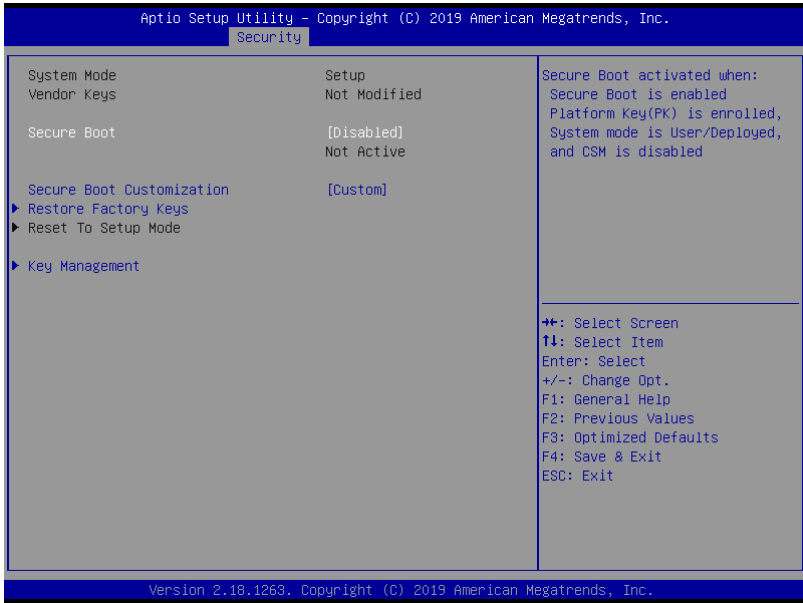 Aptio Setup Utility – Copyright (C) 2019 American Megatrends, Inc.
Security
System Mode Setup
Vendor Keys Not Modified
Secure Boot [Disabled]
Not Active
Secure Boot Customization [Custom]
▶ Restore Factory Keys
▶ Reset To Setup Mode
▶ Key Management
Secure Boot activated when:
Secure Boot is enabled
Platform Key(PK) is enrolled,
System mode is User/Deployed,
and CSM is disabled
→←: Select Screen
↑↓: Select Item
Enter: Select
+/-: Change Opt.
F1: General Help
F2: Previous Values
F3: Optimized Defaults
F4: Save & Exit
ESC: Exit
Version 2.18.1263. Copyright (C) 2019 American Megatrends, Inc.